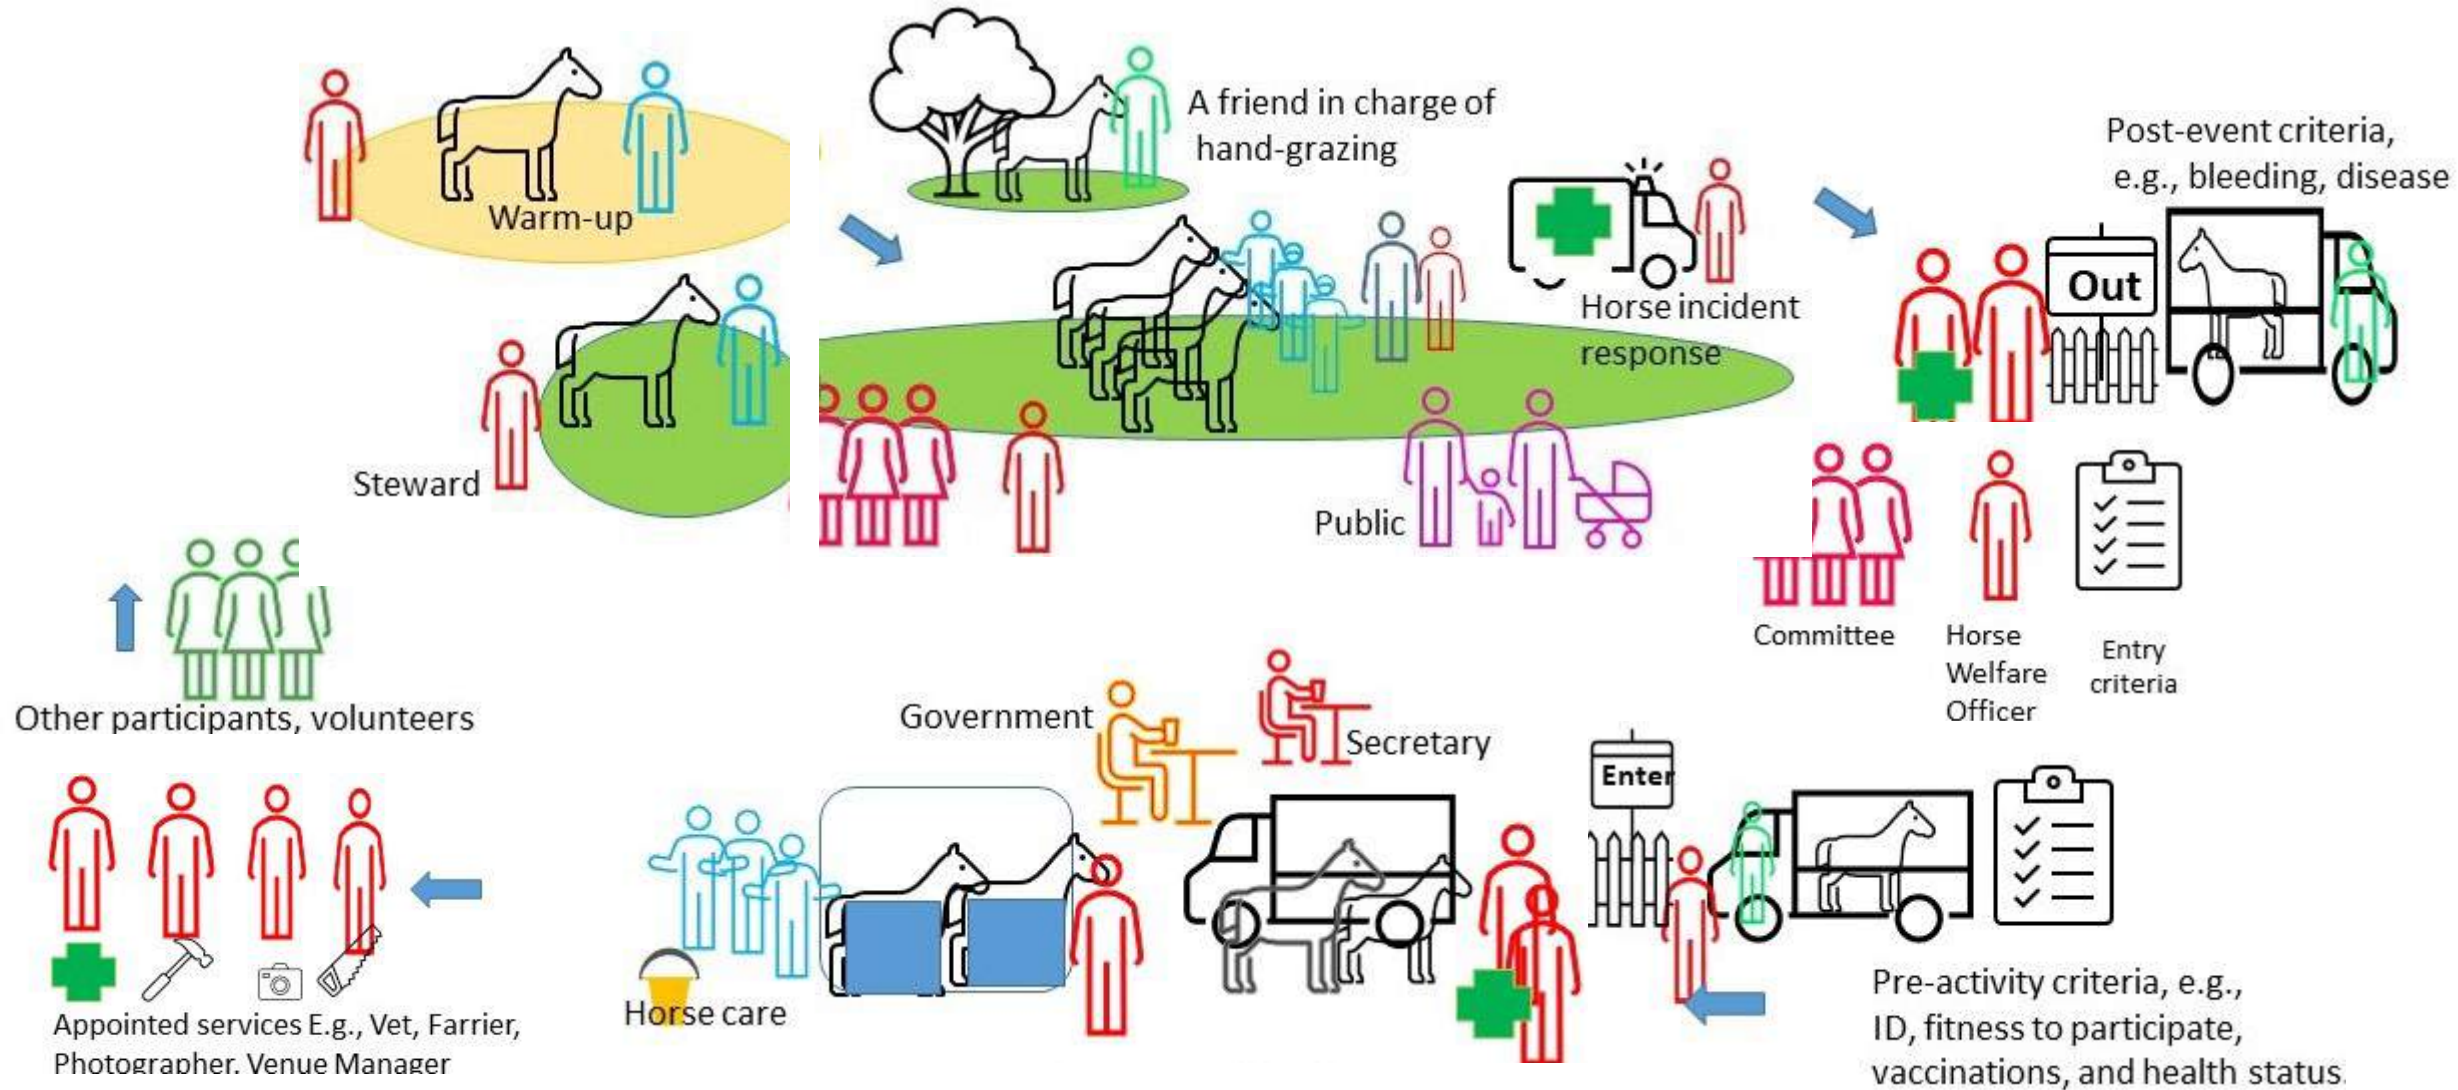 A friend in charge of
hand-grazing
Post-event criteria,
e.g., bleeding, disease
Warm-up
Out
Horse incident
response
Steward
Public
Committee
Horse
Welfare
Officer
Entry
criteria
Other participants, volunteers
Government
Secretary
Enter
Horse care
Appointed services E.g., Vet, Farrier,
Photographer, Venue Manager
Pre-activity criteria, e.g.,
ID, fitness to participate,
vaccinations, and health status.